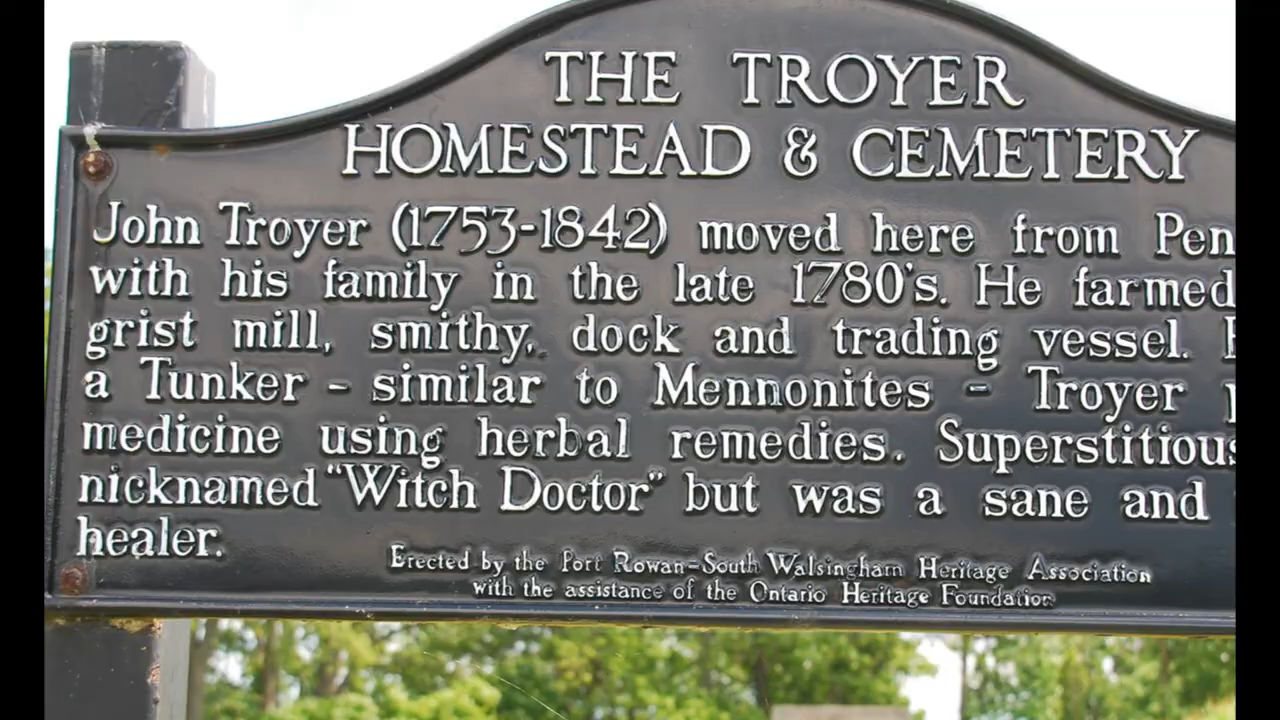 THE TROYER
HOMESTEAD & CEMETERY
John Troyer (1753-1842) moved here from Pen
with his family in the late 1780's. He farmed
grist mill, smithy, dock and trading vessel.
a Tunker - similar to Mennonites - Troyer
medicine using herbal remedies. Superstitious
nicknamed "Witch Doctor" but was a sane and
healer.
Erected by the Port Rowan-South Walsingham Heritage Association
with the assistance of the Ontario Heritage Foundation